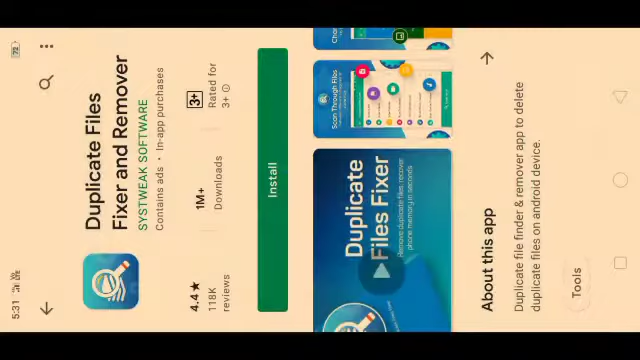 5:31
72
Duplicate Files
Fixer and Remover
SYSTWEAK SOFTWARE
Contains ads • In-app purchases
4.4★
118K
reviews
1M+
Downloads
3+
Rated for
3+
Install
Duplicate
Files Fixer
Remove duplicate files, recover
phone memory in seconds
Scan Through Files
About this app
Duplicate file finder & remover app to delete
duplicate files on android device.
Tools